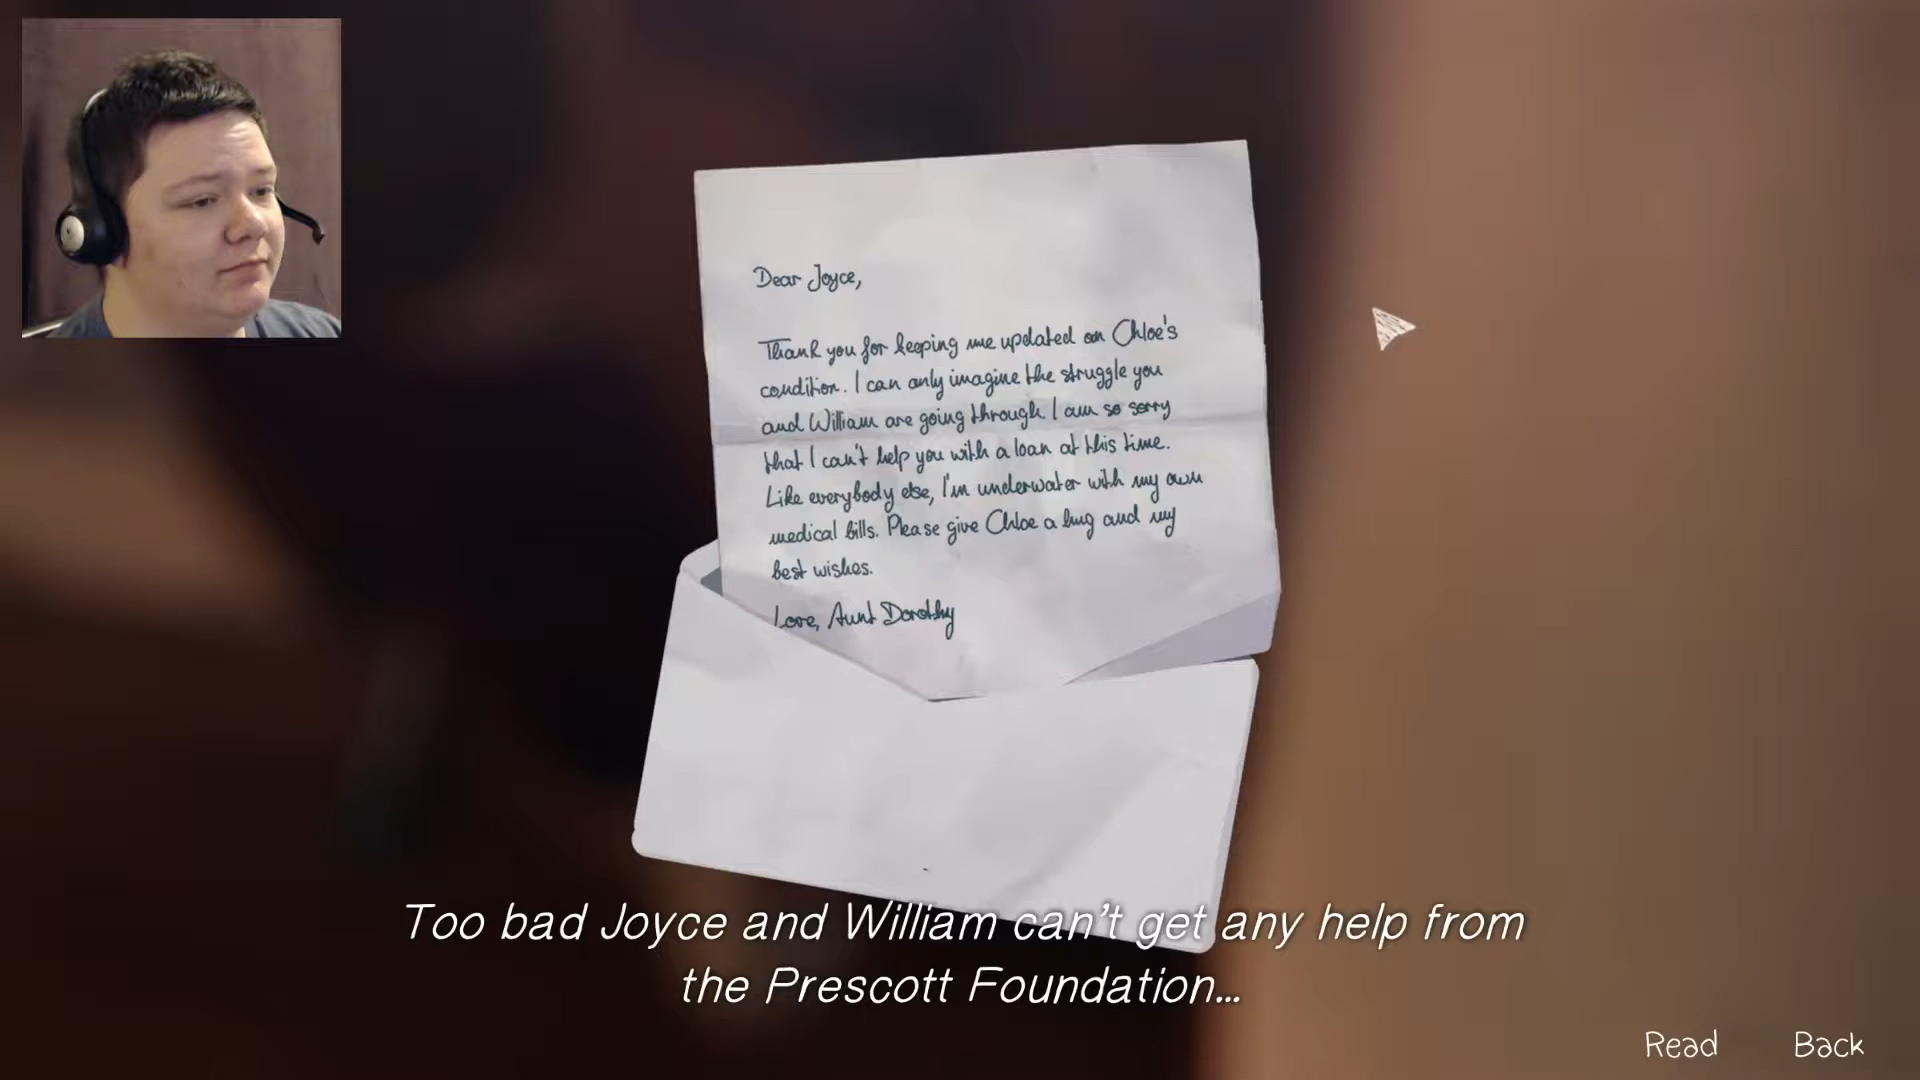 Dear Joyce,
Thank you for keeping me updated on Chloe's
condition. I can only imagine the struggle you
and William are going through. I am so sorry
that I can't help you with a loan at this time.
Like everybody else, I'm underwater with my own
medical bills. Please give Chloe a hug and my
best wishes.
Love, Aunt Dorothy
Too bad Joyce and William can't get any help from
the Prescott Foundation...
Read Back